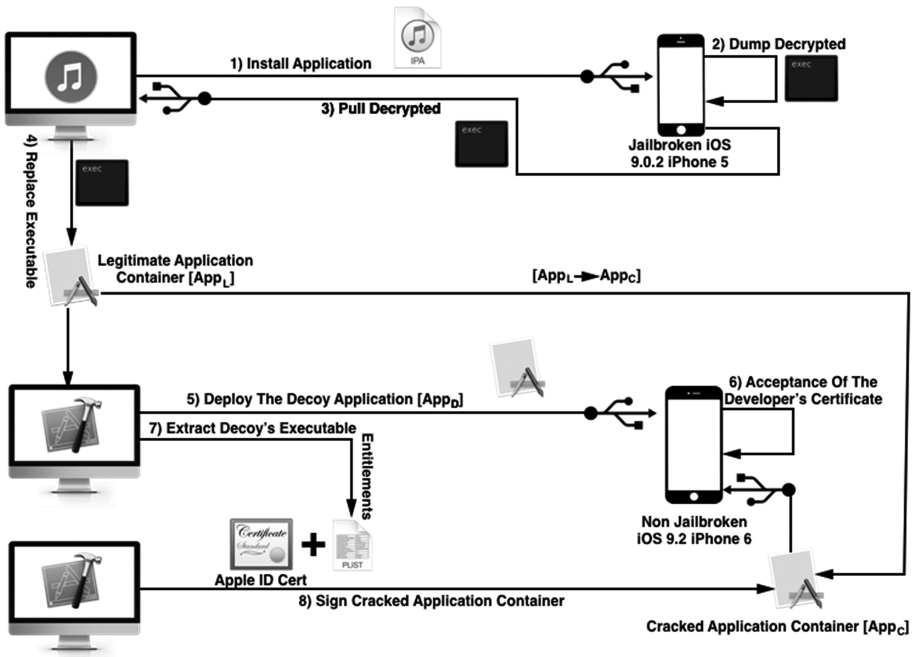 IPA
1) Install Application
2) Dump Decrypted
exec
3) Pull Decrypted
exec
Jailbroken iOS
9.0.2 iPhone 5
4) Replace Executable
exec
Legitimate Application
Container [AppL]
[AppL→AppC]
5) Deploy The Decoy Application [AppD]
6) Acceptance Of The
Developer's Certificate
7) Extract Decoy's Executable
Entitlements
Non Jailbroken
iOS 9.2 iPhone 6
Certificate
Standard
PLIST
Apple ID Cert
8) Sign Cracked Application Container
Cracked Application Container [AppC]